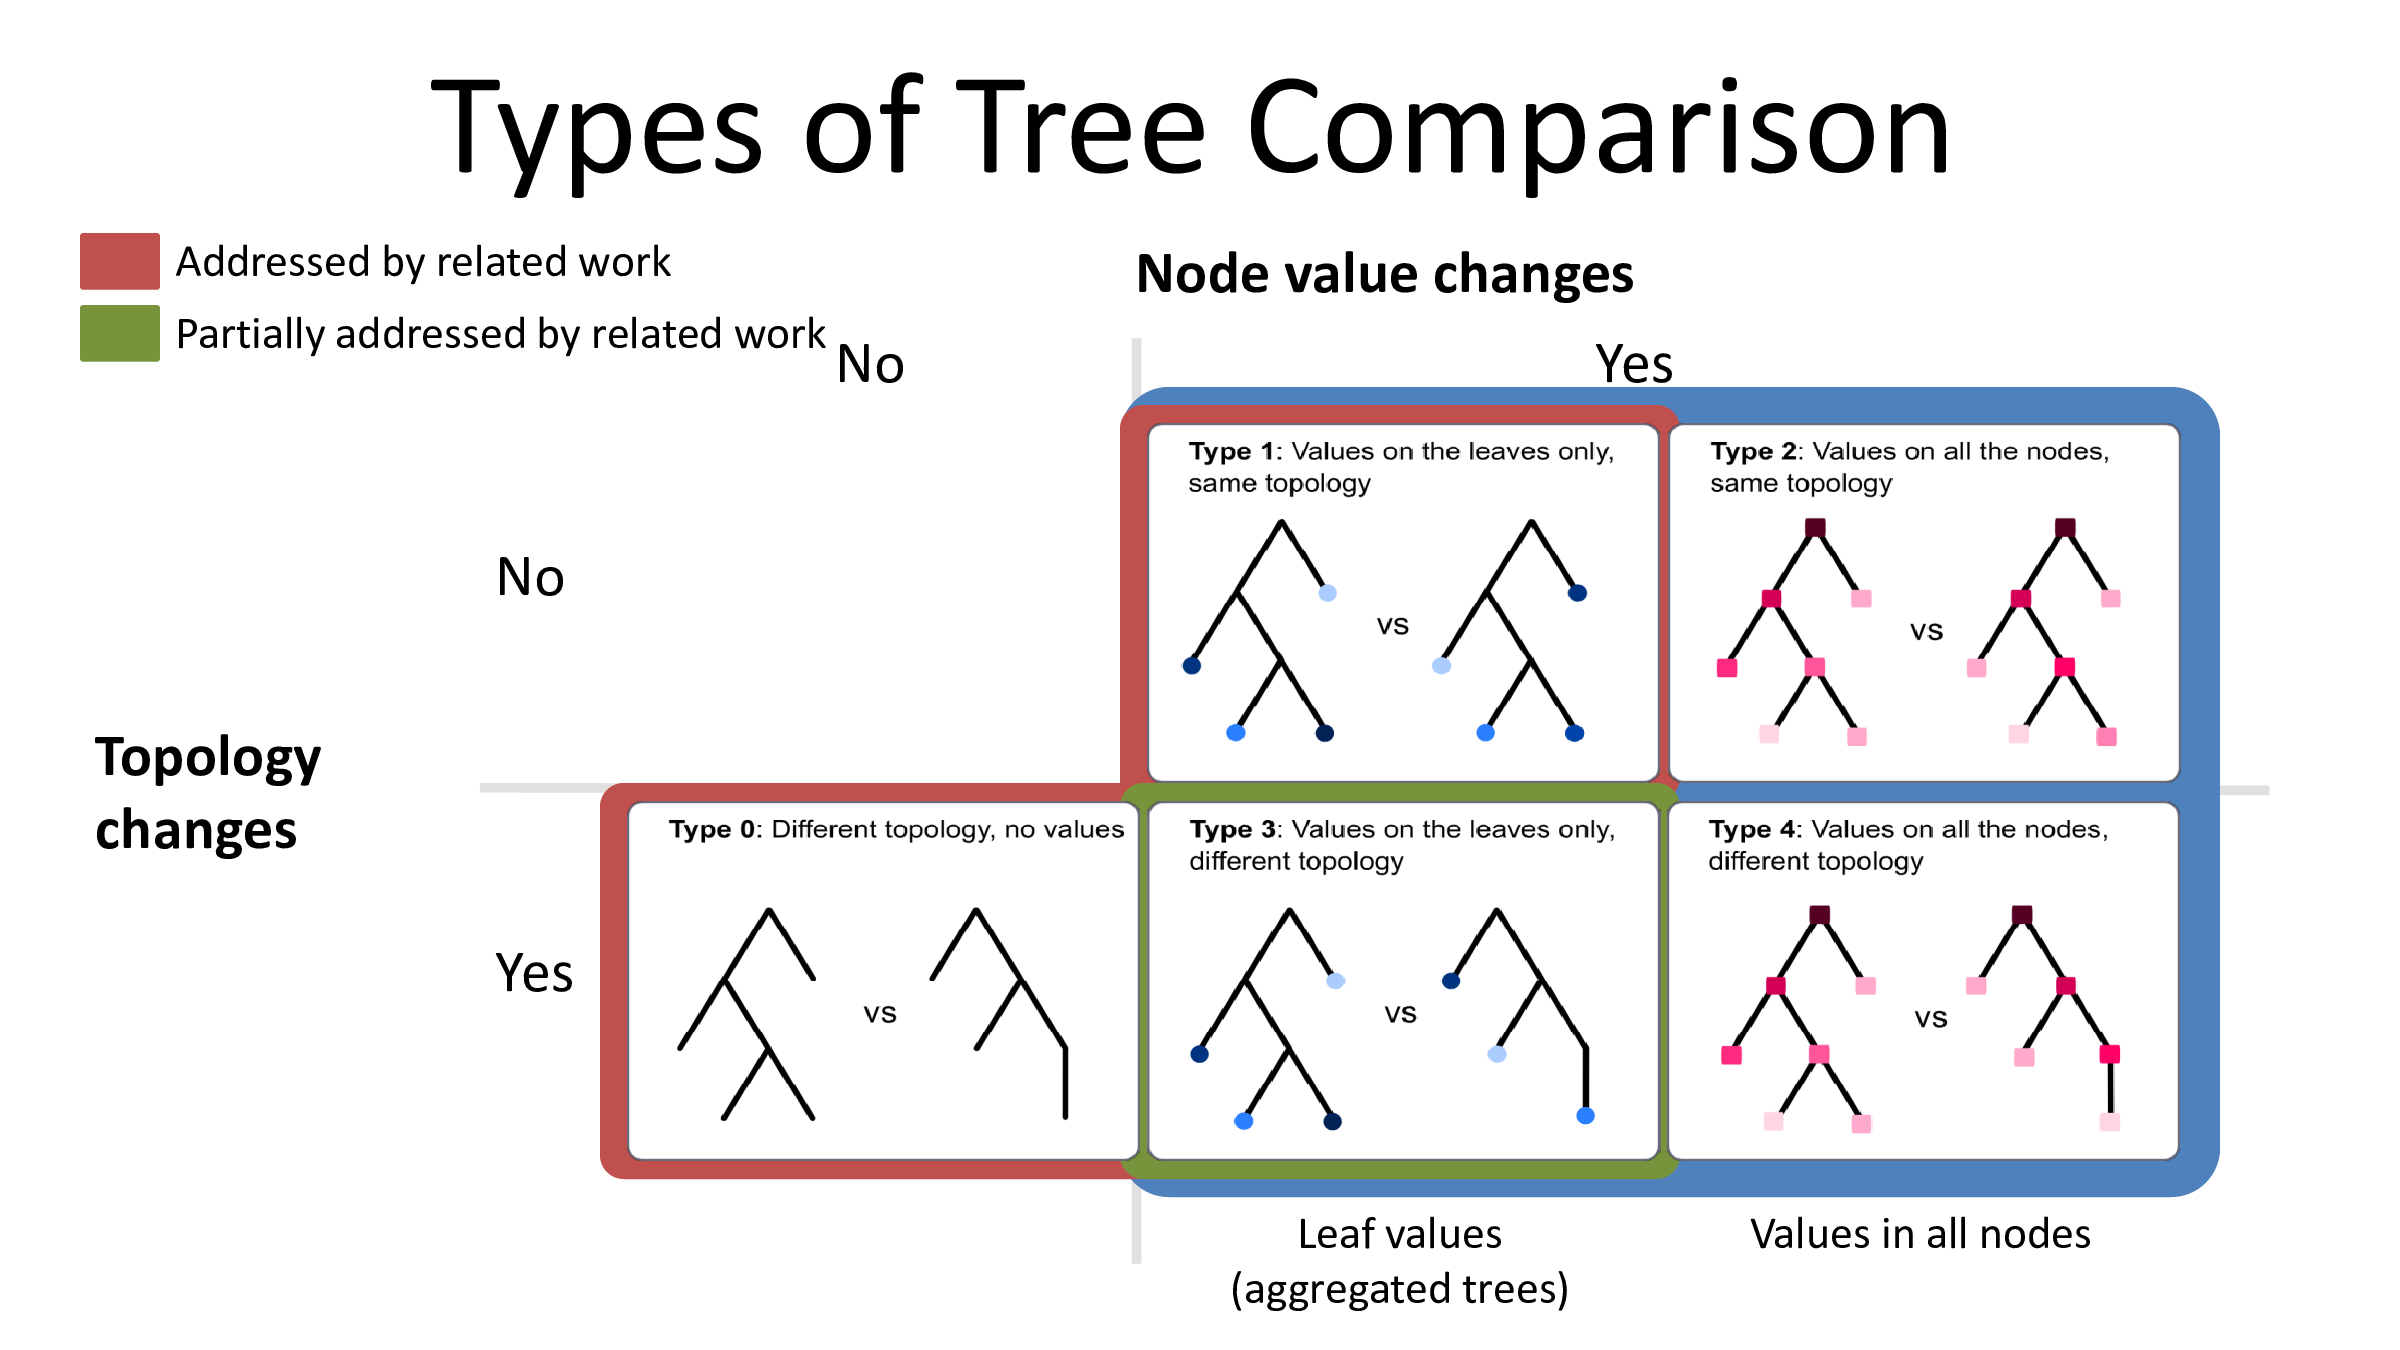 Types of Tree Comparison
Addressed by related work
Partially addressed by related work
Node value changes
No
Yes
Topology
changes
No
Yes
Type 1: Values on the leaves only,
same topology
vs
Type 2: Values on all the nodes,
same topology
vs
Type 0: Different topology, no values
vs
Type 3: Values on the leaves only,
different topology
vs
Type 4: Values on all the nodes,
different topology
vs
Leaf values
(aggregated trees)
Values in all nodes